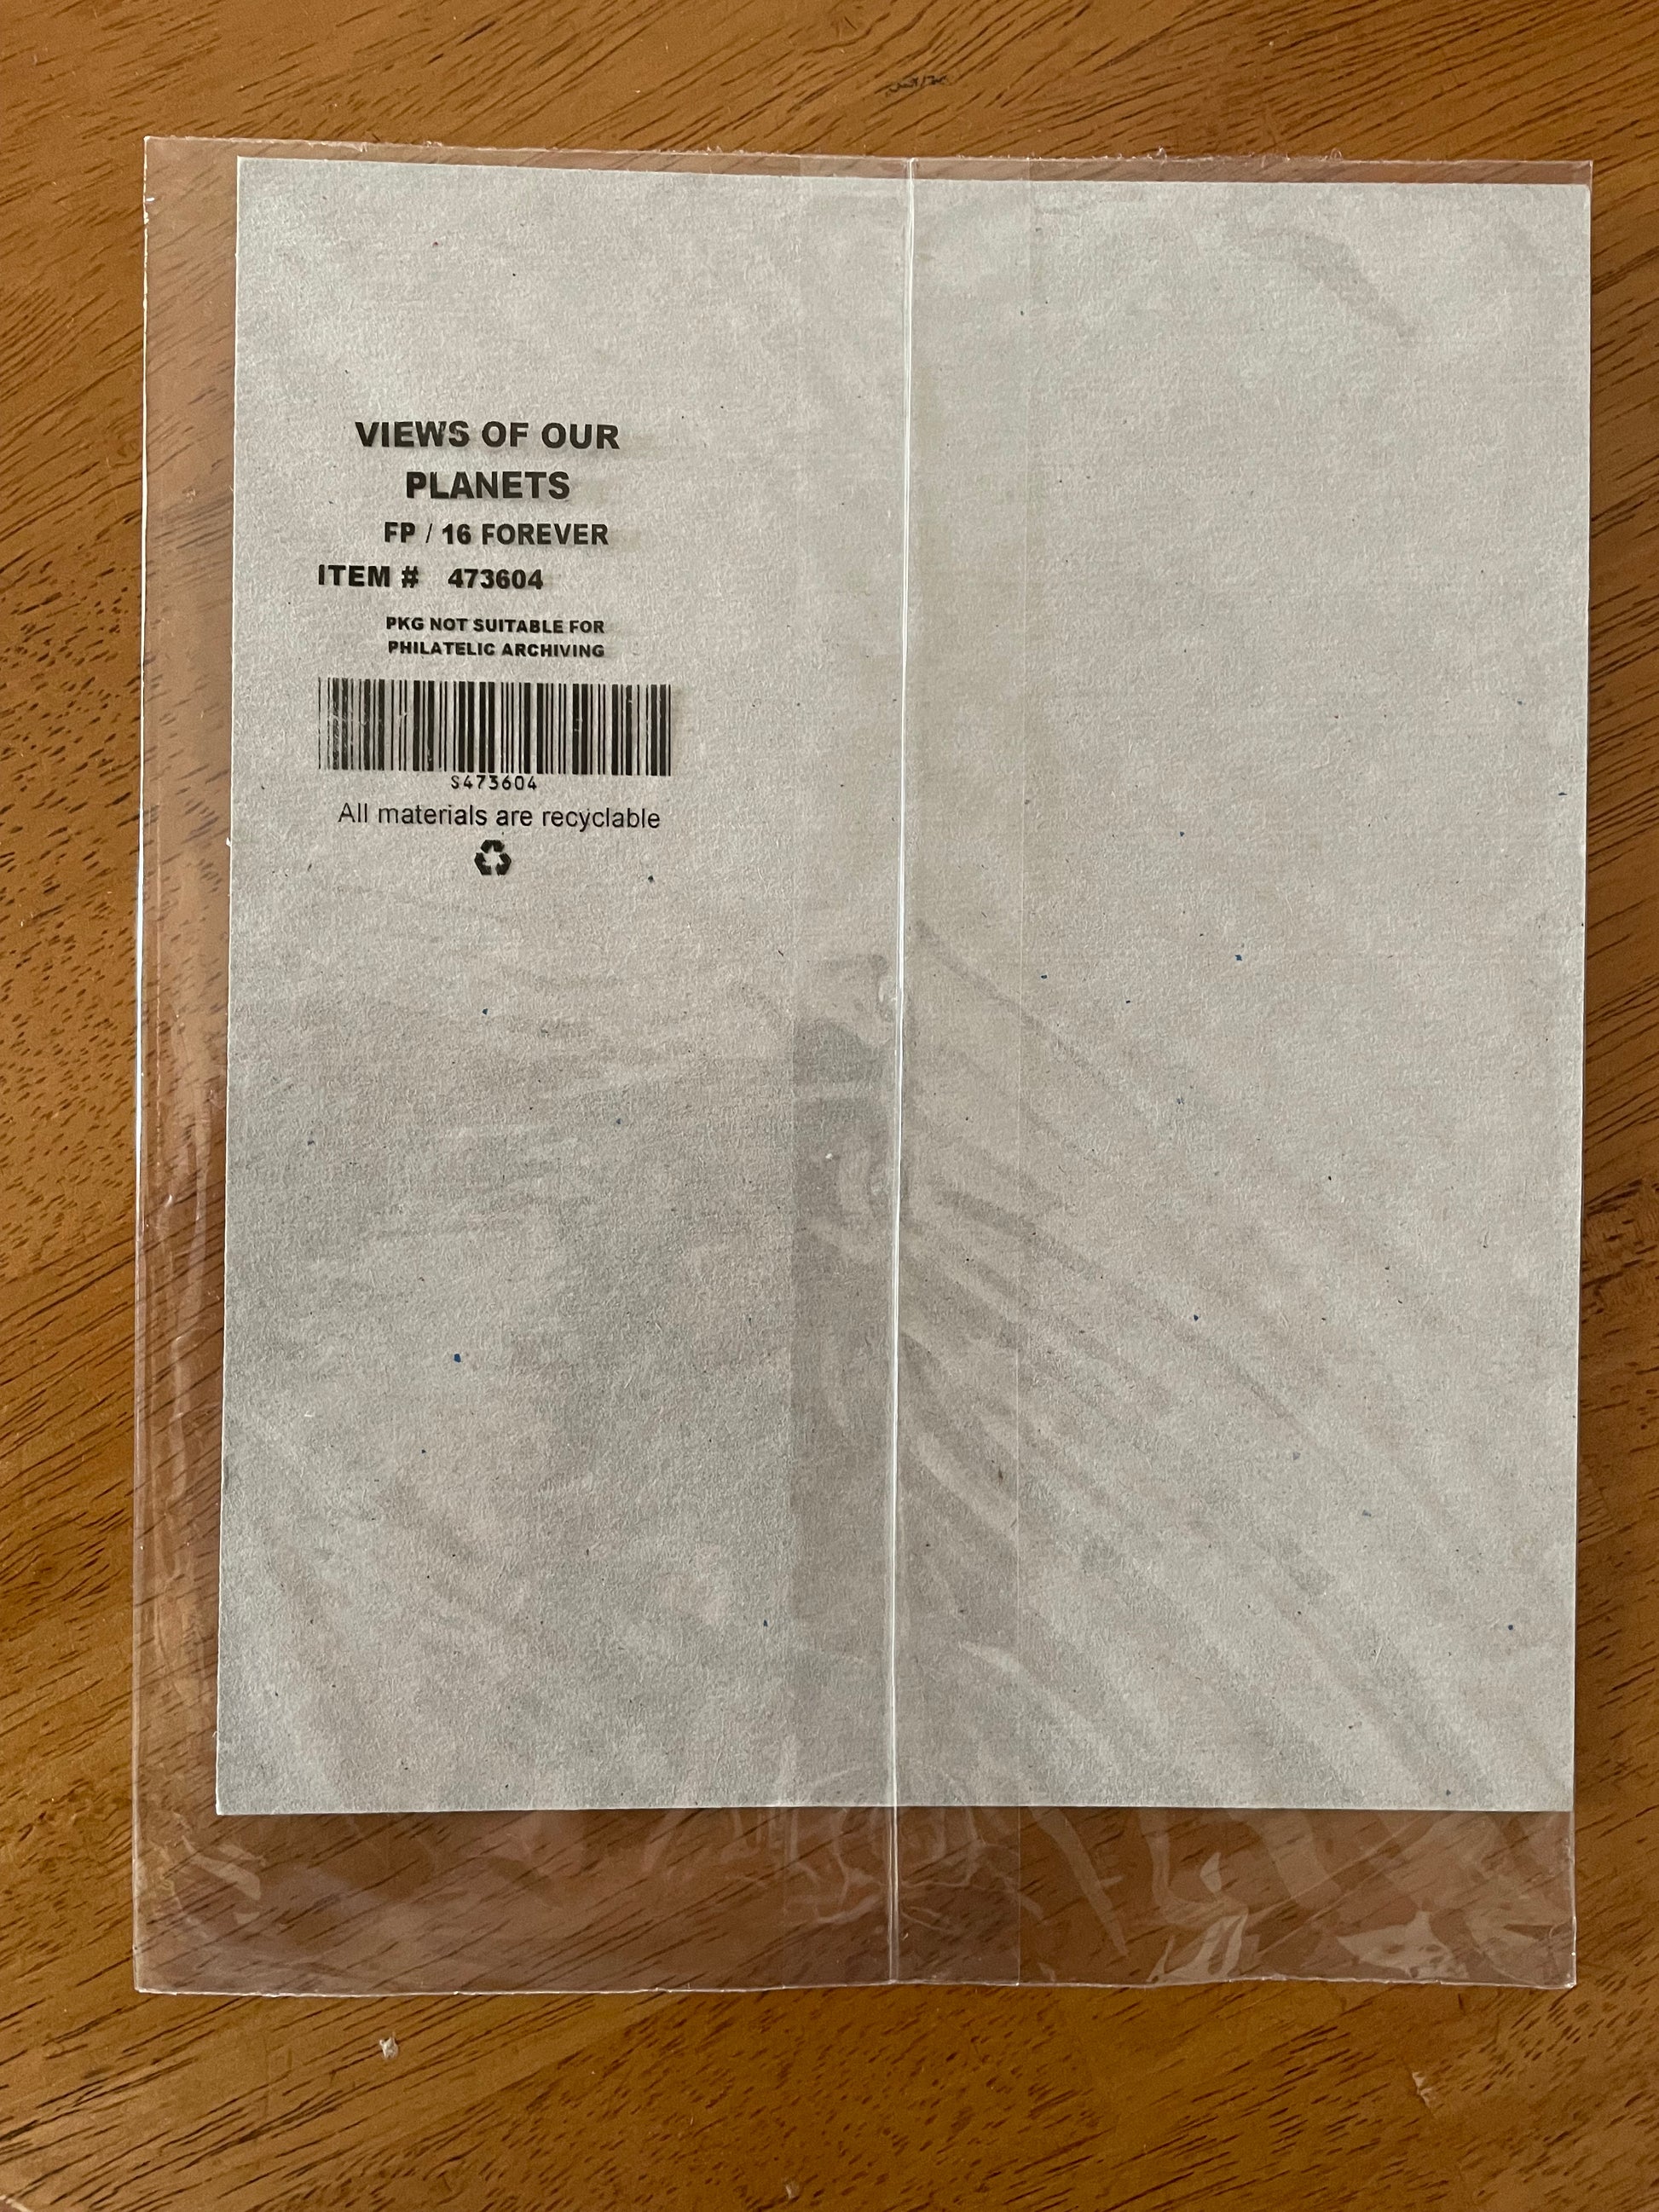 VIEWS OF OUR
PLANETS
FP / 16 FOREVER
ITEM # 473604
PKG NOT SUITABLE FOR
PHILATELIC ARCHIVING
S473604
All materials are recyclable